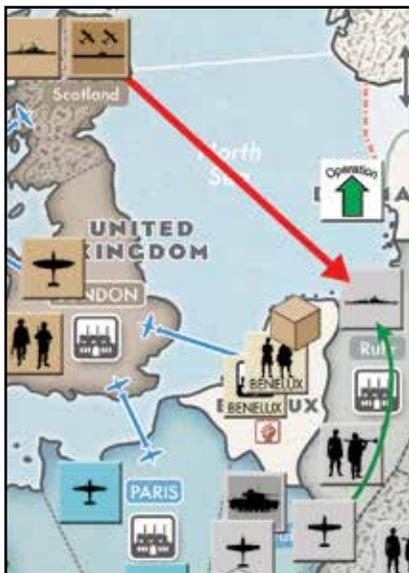 Scotland
North
Sea
Operation
UNITED
KINGDOM
LONDON
Ruhr
BENELUX
BENELUX
PARIS